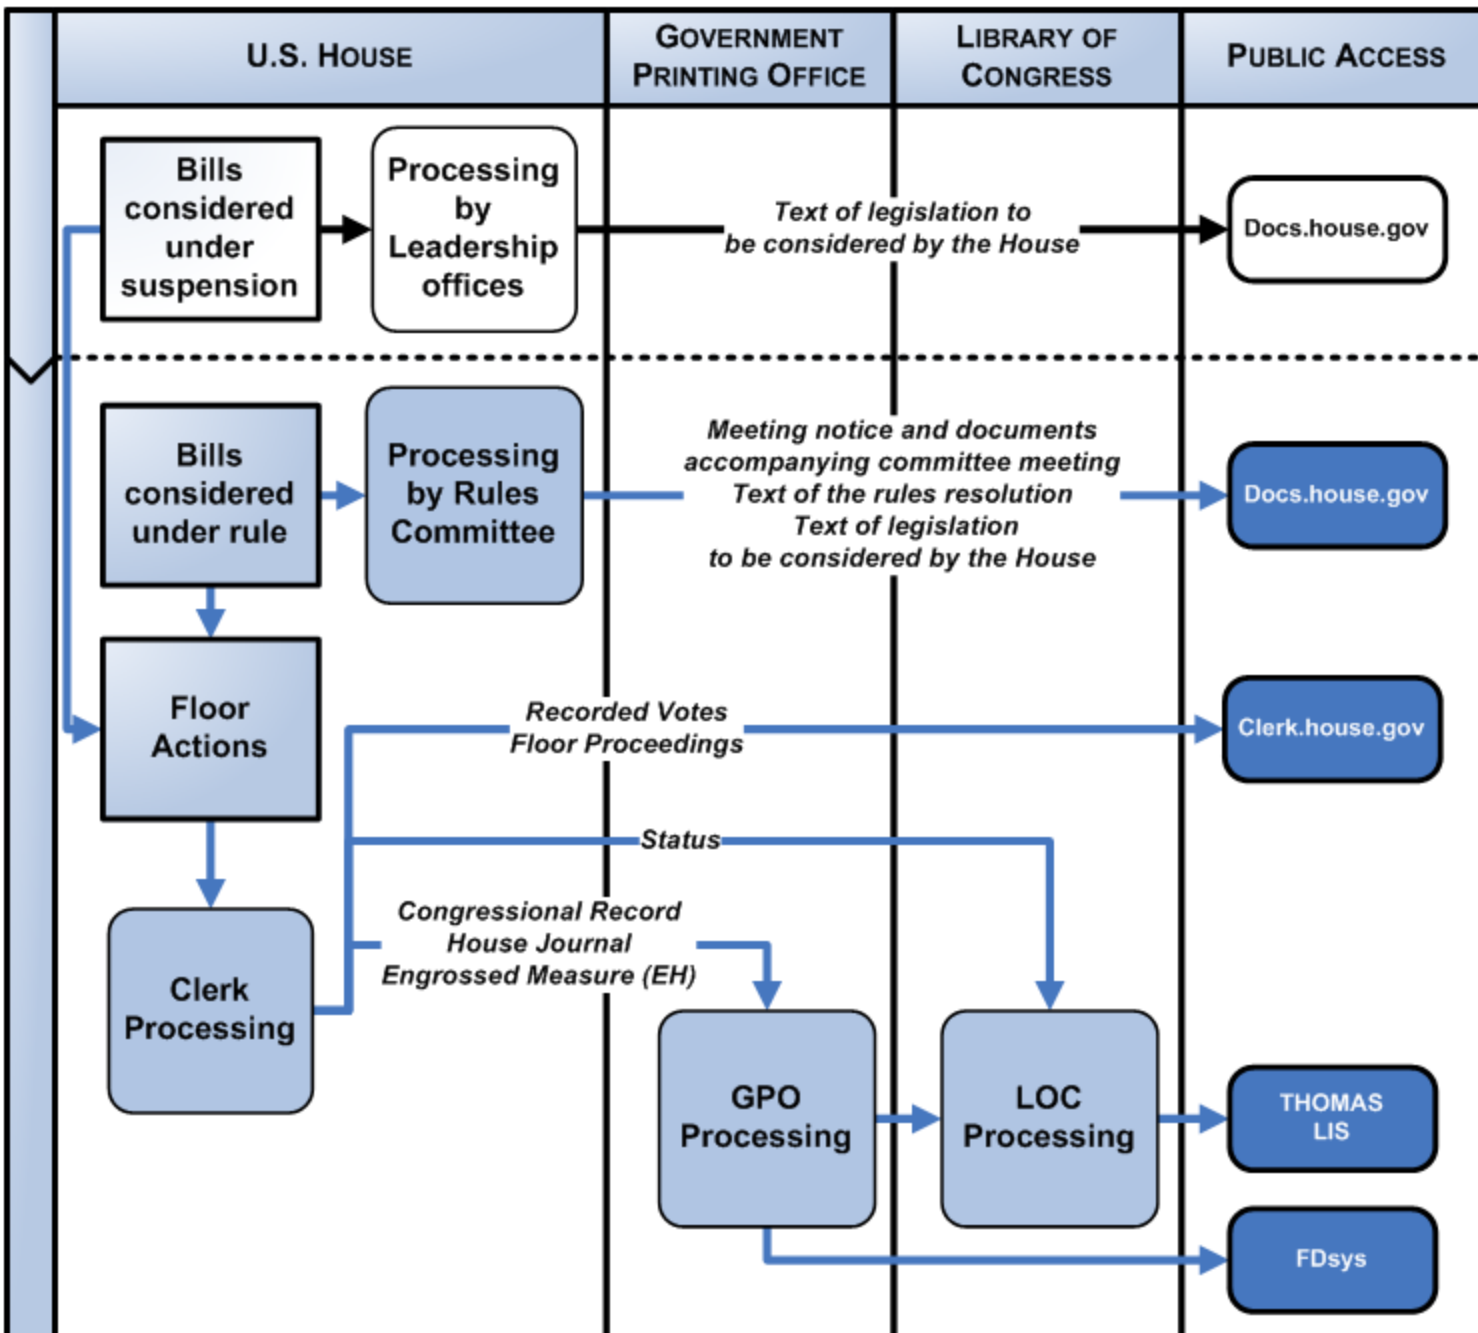 U.S. HOUSE
GOVERNMENT
PRINTING OFFICE
LIBRARY OF
CONGRESS
PUBLIC ACCESS
Bills
considered
under
suspension
Processing
by
Leadership
offices
Text of legislation to
be considered by the House
Docs.house.gov
Bills
considered
under rule
Processing
by Rules
Committee
Meeting notice and documents
accompanying committee meeting
Text of the rules resolution
Text of legislation
to be considered by the House
Docs.house.gov
Floor
Actions
Recorded Votes
Floor Proceedings
Clerk.house.gov
Status
Congressional Record
House Journal
Engrossed Measure (EH)
Clerk
Processing
GPO
Processing
LOC
Processing
THOMAS
LIS
FDsys